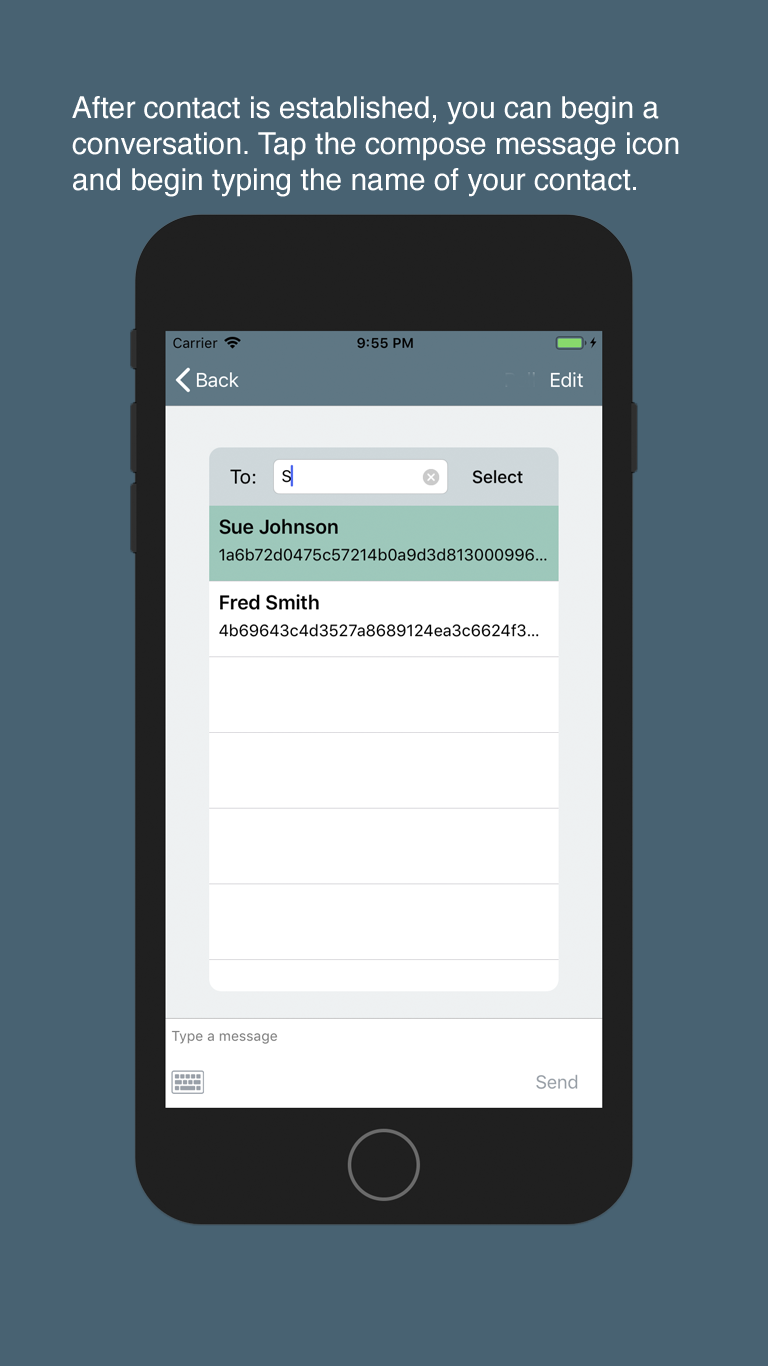 After contact is established, you can begin a
conversation. Tap the compose message icon
and begin typing the name of your contact.
Carrier 9:55 PM
Back Edit
To: S Select
Sue Johnson
1a6b72d0475c57214b0a9d3d813000996...
Fred Smith
4b69643c4d3527a8689124ea3c6624f3...
Type a message
Send